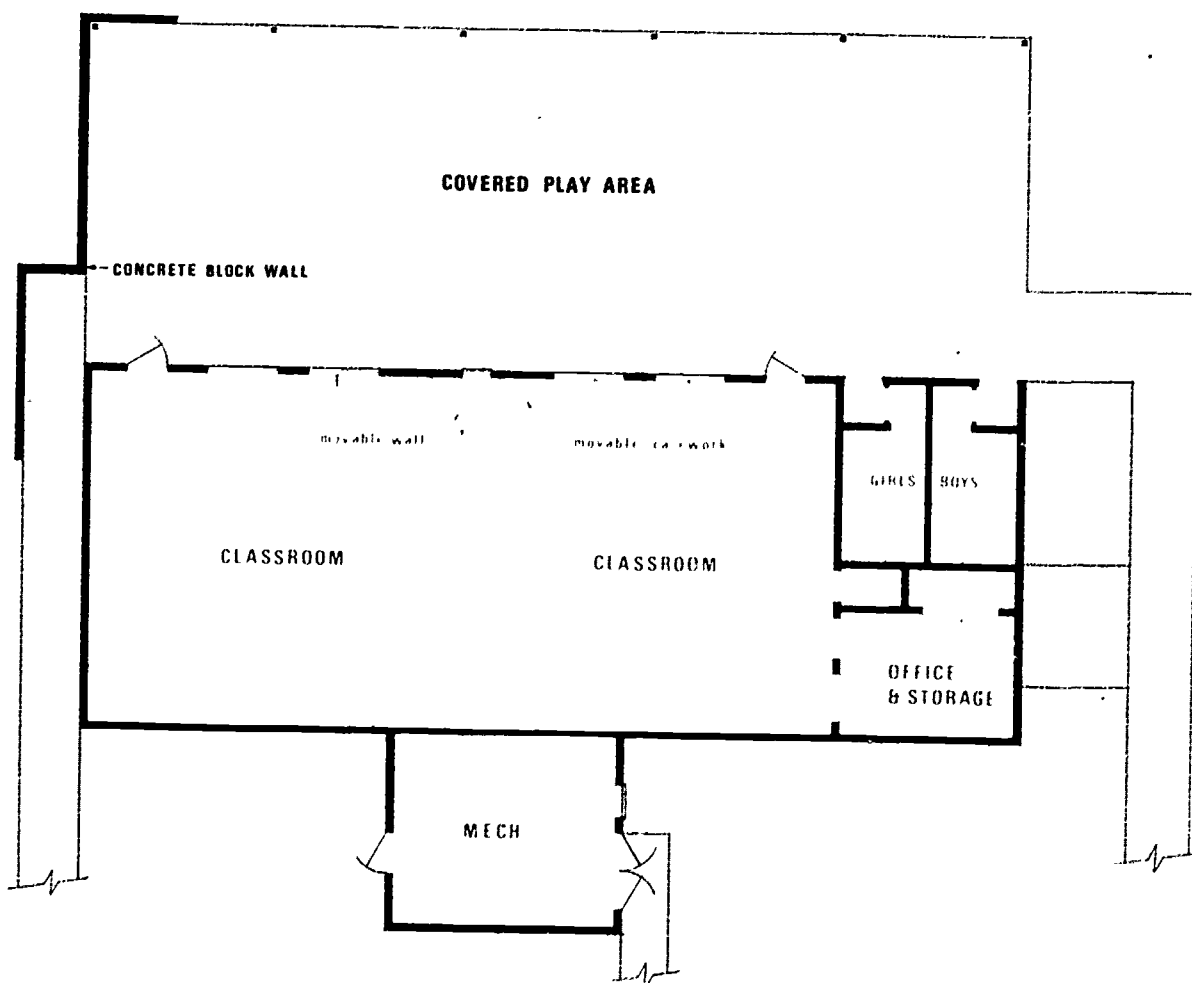 COVERED PLAY AREA
CONCRETE BLOCK WALL
movable wall
movable casework
GIRLS
BOYS
CLASSROOM
CLASSROOM
OFFICE
& STORAGE
MECH